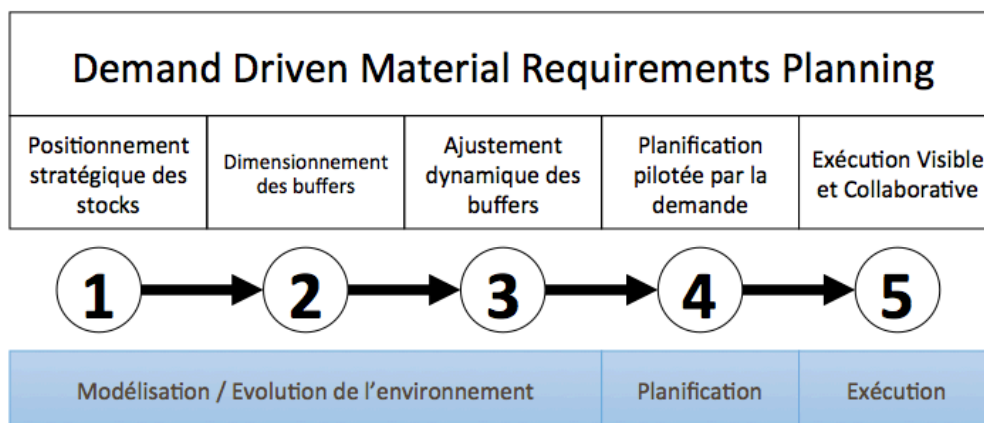 Demand Driven Material Requirements Planning
Positionnement
stratégique des
stocks
Dimensionnement
des buffers
Ajustement
dynamique des
buffers
Planification
pilotée par la
demande
Exécution Visible
et Collaborative
1
2
3
4
5
Modélisation / Evolution de l’environnement
Planification
Exécution